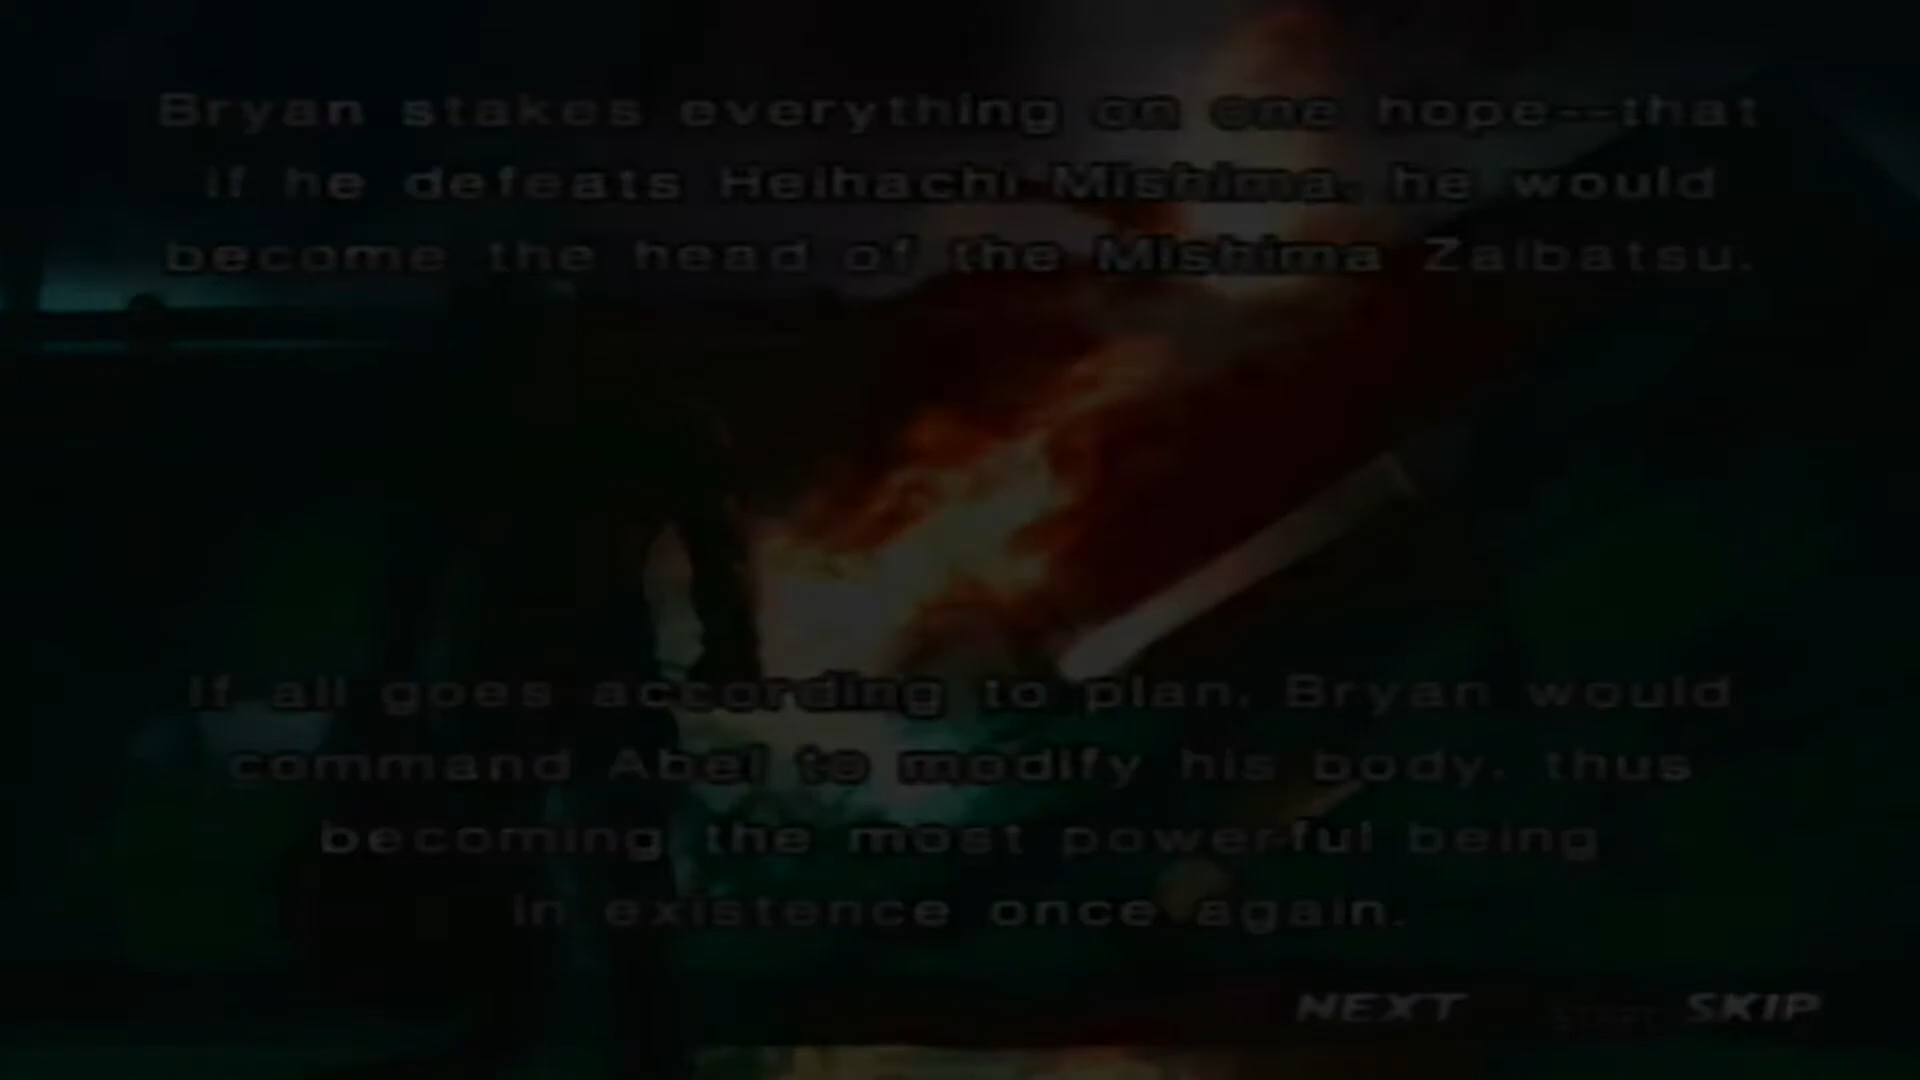 Bryan stakes everything on one hope--that
if he defeats Heihachi Mishima, he would
become the head of the Mishima Zaibatsu.
If all goes according to plan, Bryan would
command Abel to modify his body, thus
becoming the most powerful being
in existence once again.
NEXT START SKIP